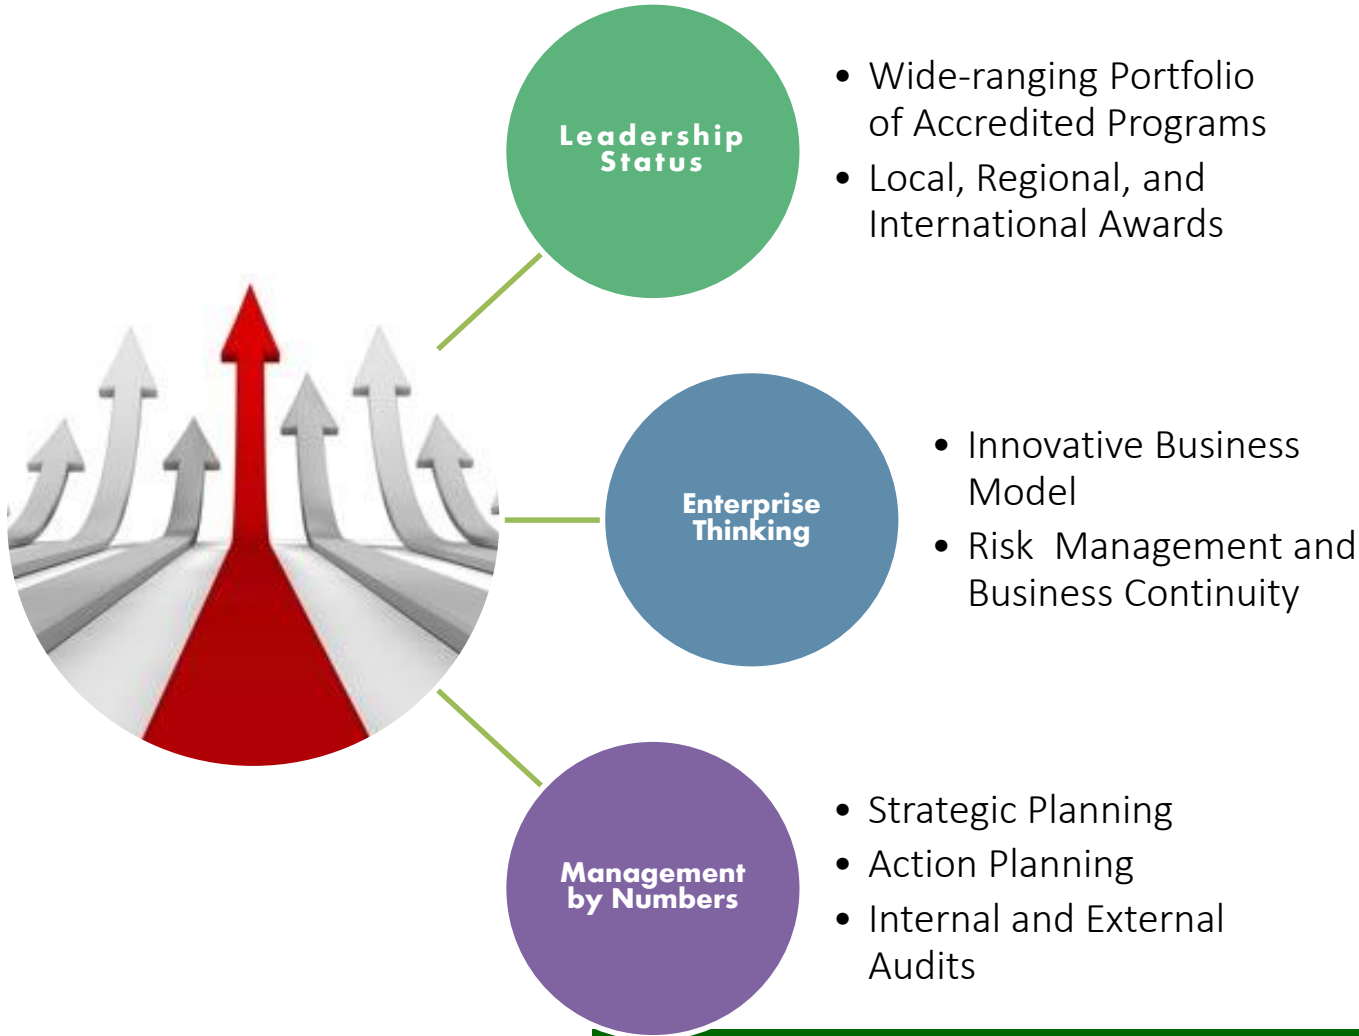 Leadership
Status
• Wide-ranging Portfolio
of Accredited Programs
• Local, Regional, and
International Awards
Enterprise
Thinking
• Innovative Business
Model
• Risk  Management and
Business Continuity
Management
by Numbers
• Strategic Planning
• Action Planning
• Internal and External
Audits